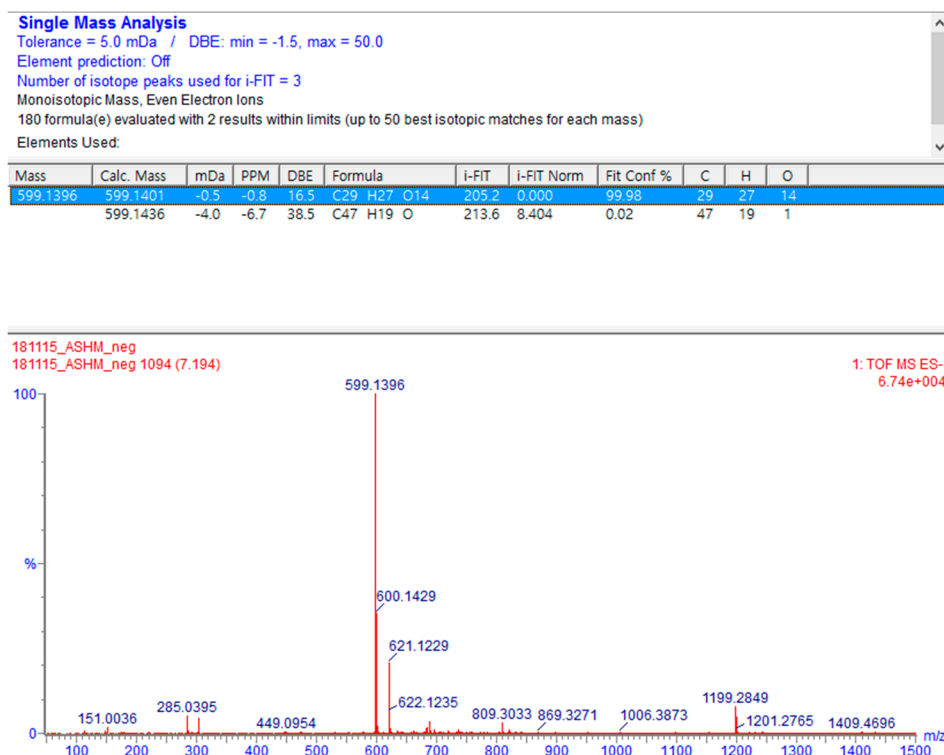 Single Mass Analysis
Tolerance = 5.0 mDa / DBE: min = -1.5, max = 50.0
Element prediction: Off
Number of isotope peaks used for i-FIT = 3
Monoisotopic Mass, Even Electron Ions
180 formula(e) evaluated with 2 results within limits (up to 50 best isotopic matches for each mass)
Elements Used:
Mass Calc. Mass mDa PPM DBE Formula i-FIT i-FIT Norm Fit Conf % C H O
599.1396 599.1401 -0.5 -0.8 16.5 C29 H27 O14 205.2 0.000 99.98 29 27 14
599.1436 -4.0 -6.7 38.5 C47 H19 O 213.6 8.404 0.02 47 19 1
181115_ASHM_neg
181115_ASHM_neg 1094 (7.194)
1: TOF MS ES-
6.74e+004
100
599.1396
%
600.1429
621.1229
622.1235
151.0036
285.0395
449.0954
809.3033
869.3271
1006.3873
1199.2849
1201.2765
1409.4696
0
100 200 300 400 500 600 700 800 900 1000 1100 1200 1300 1400 1500
m/z